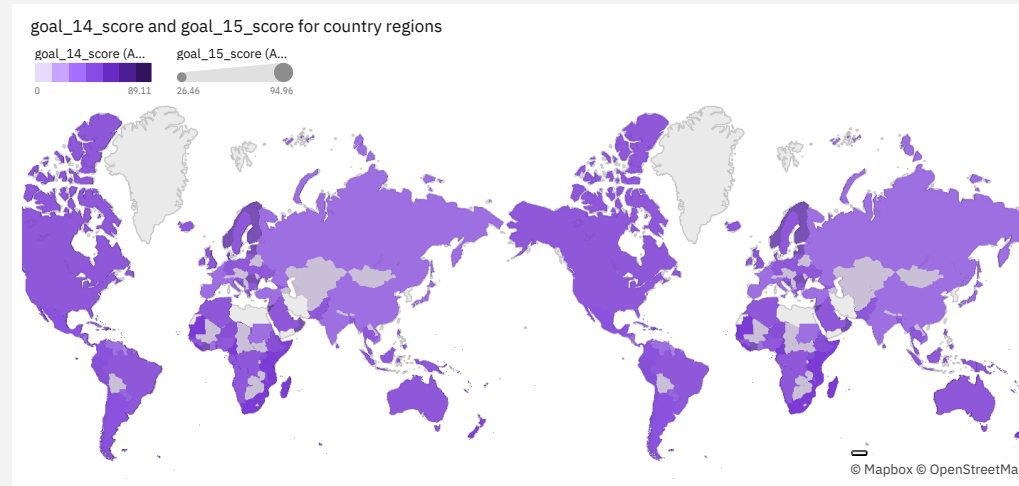 goal_14_score and goal_15_score for country regions
goal_14_score (A... goal_15_score (A...
0 89.11 26.46 94.96
© Mapbox © OpenStreetMa